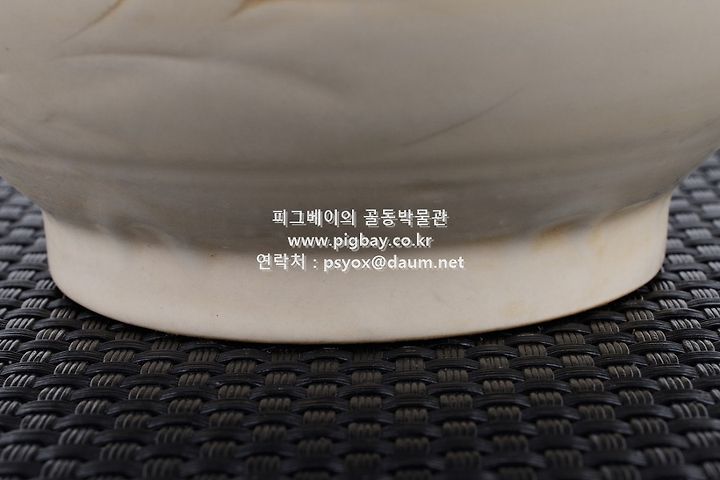 피그베이의 골동박물관
www.pigbay.co.kr
연락처 : psyox@daum.net